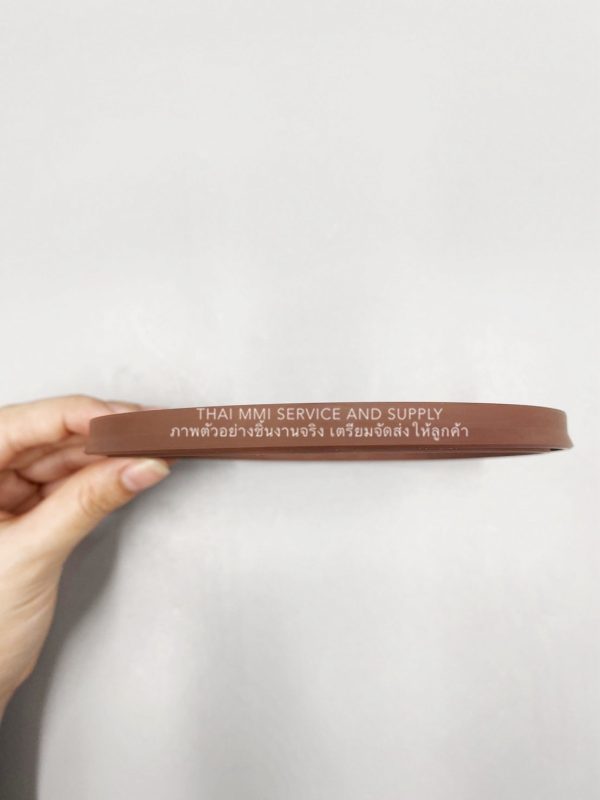 THAI MMI SERVICE AND SUPPLY
ภาพตัวอย่างชิ้นงานจริง เตรียมจัดส่ง ให้ลูกค้า